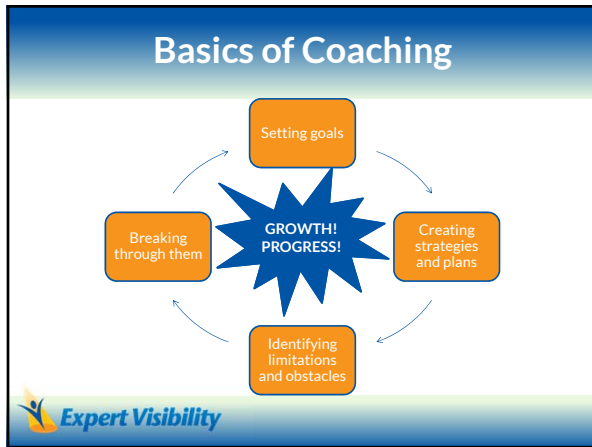 Basics of Coaching
Setting goals
GROWTH!
PROGRESS!
Breaking
through them
Creating
strategies
and plans
Identifying
limitations
and obstacles
Expert Visibility